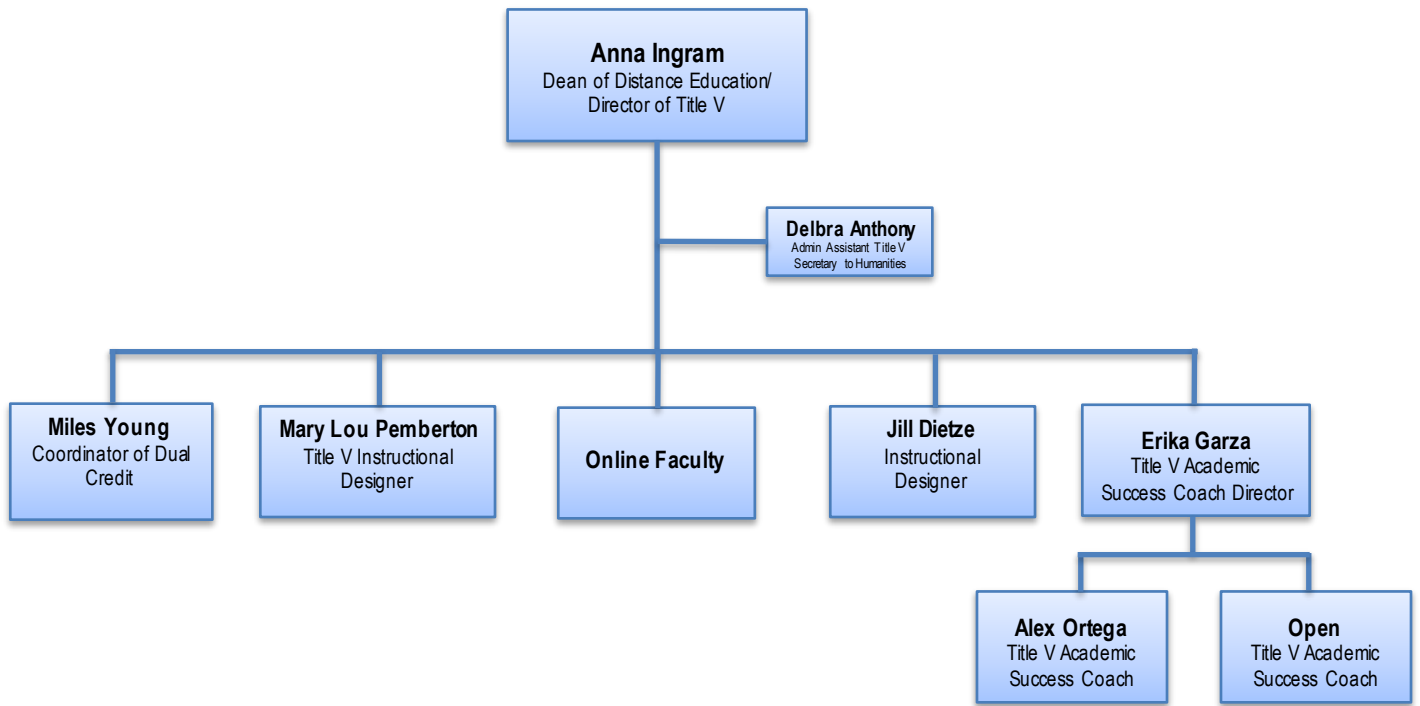 Anna Ingram
Dean of Distance Education/
Director of Title V
Delbra Anthony
Admin Assistant Title V
Secretary to Humanities
Miles Young
Coordinator of Dual
Credit
Mary Lou Pemberton
Title V Instructional
Designer
Online Faculty
Jill Dietze
Instructional
Designer
Erika Garza
Title V Academic
Success Coach Director
Alex Ortega
Title V Academic
Success Coach
Open
Title V Academic
Success Coach